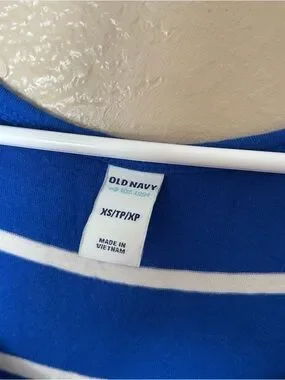 OLD NAVY
XS/TP/XP
MADE IN
VIETNAM